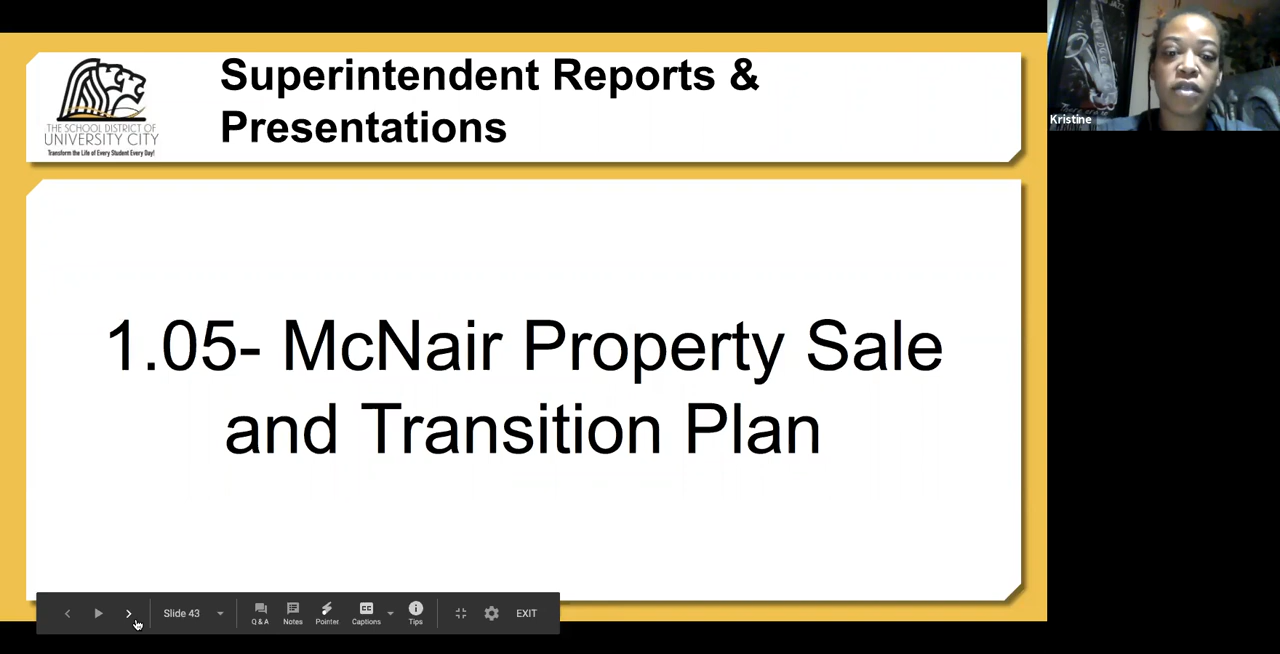 Superintendent Reports &
Presentations
THE SCHOOL DISTRICT OF
UNIVERSITY CITY
Transform the Life of Every Student Every Day!
Kristine
1.05- McNair Property Sale
and Transition Plan
Slide 43
Q & A
Notes
Pointer
CC
Captions
Tips
EXIT